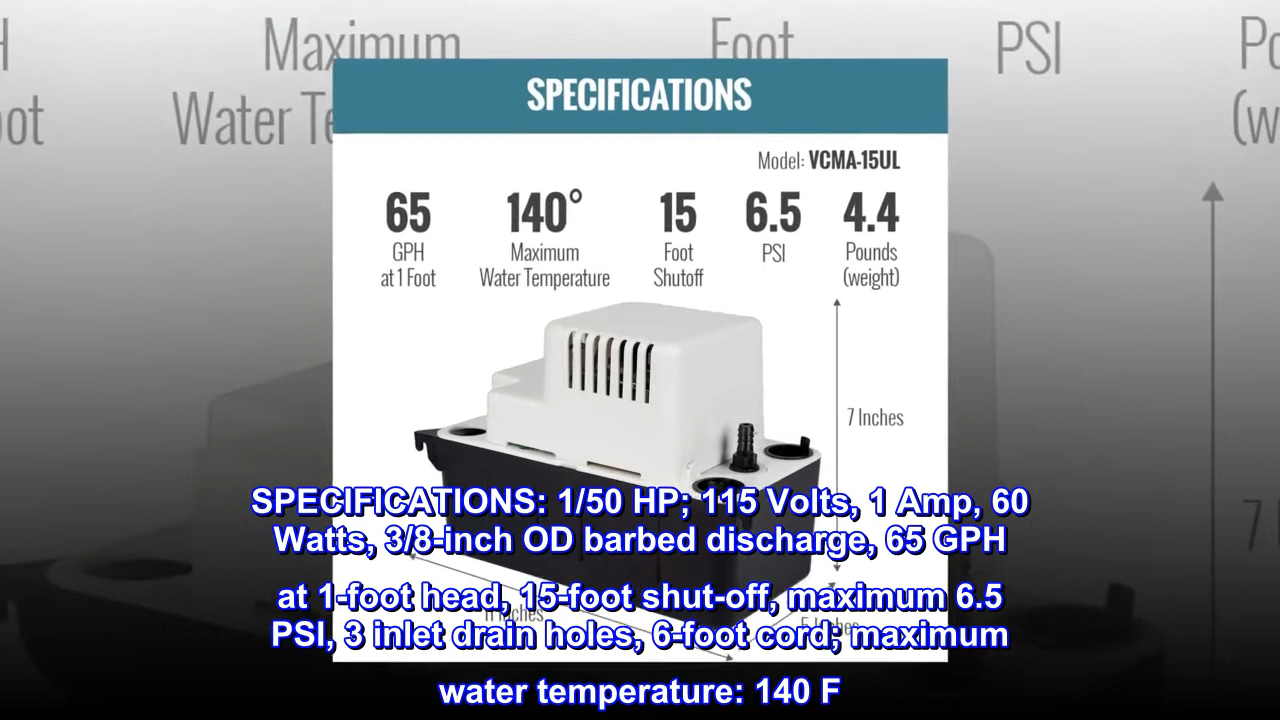 Maximum Foot PSI
Water Te
SPECIFICATIONS
Model: VCMA-15UL
65 140° 15 6.5 4.4
GPH Maximum Foot PSI Pounds
at 1 Foot Water Temperature Shutoff (weight)
7 Inches
SPECIFICATIONS: 1/50 HP; 115 Volts, 1 Amp, 60
Watts, 3/8-inch OD barbed discharge, 65 GPH
at 1-foot head, 15-foot shut-off, maximum 6.5
PSI, 3 inlet drain holes, 6-foot cord; maximum
water temperature: 140 F